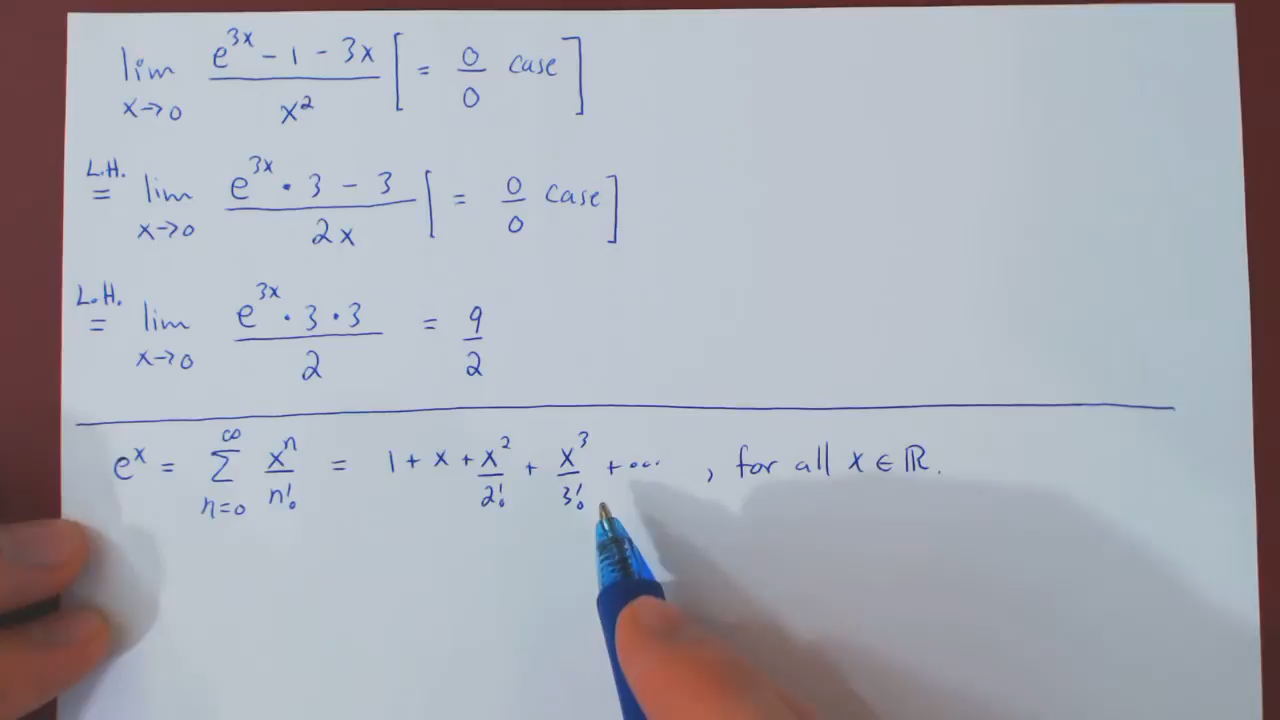 lim x→0 (e^{3x} - 1 - 3x) / x^2 [ = 0/0 case ]
L.H. = lim x→0 (e^{3x} · 3 - 3) / 2x [ = 0/0 case ]
L.H. = lim x→0 (e^{3x} · 3 · 3) / 2 = 9/2
e^x = ∑_{n=0}^{∞} x^n / n! = 1 + x + x^2/2! + x^3/3! + ... , for all x ∈ ℝ.